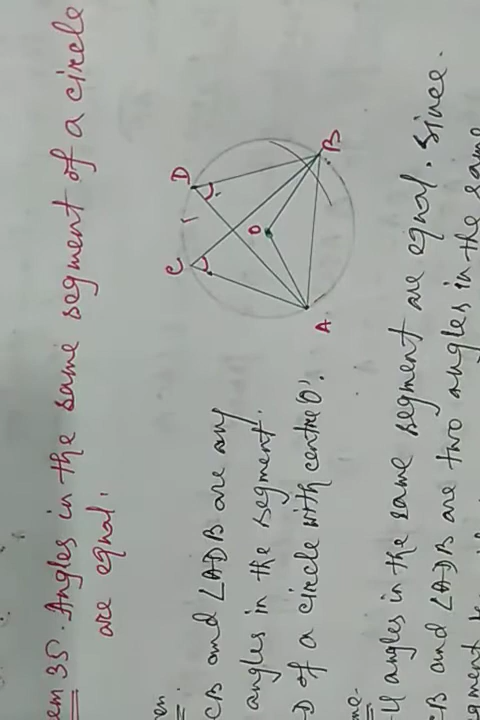 em 35. Angles in the same segment of a circle
are equal.
en.
CB and ∠ADB are any
angles in the segment.
D of a circle with centre 'O'.
D
C
B
O
A
me-
ll angles in the same segment are equal. Since.
B and ∠ADB are two angles in the same